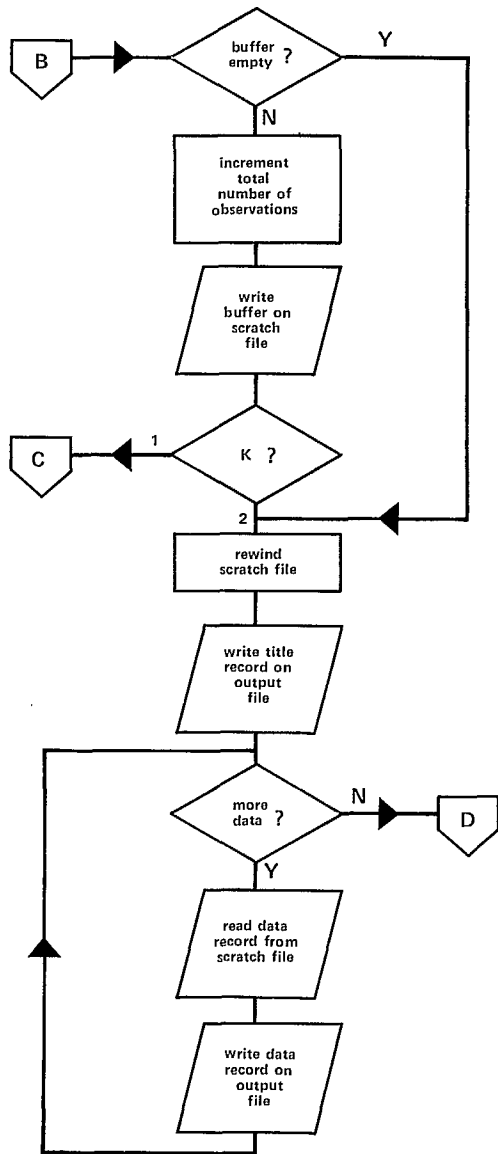 B
buffer
empty ?
Y
N
increment
total
number of
observations
write
buffer on
scratch
file
C
1
K ?
2
rewind
scratch file
write title
record on
output
file
more
data ?
N
D
Y
read data
record from
scratch file
write data
record on
output
file